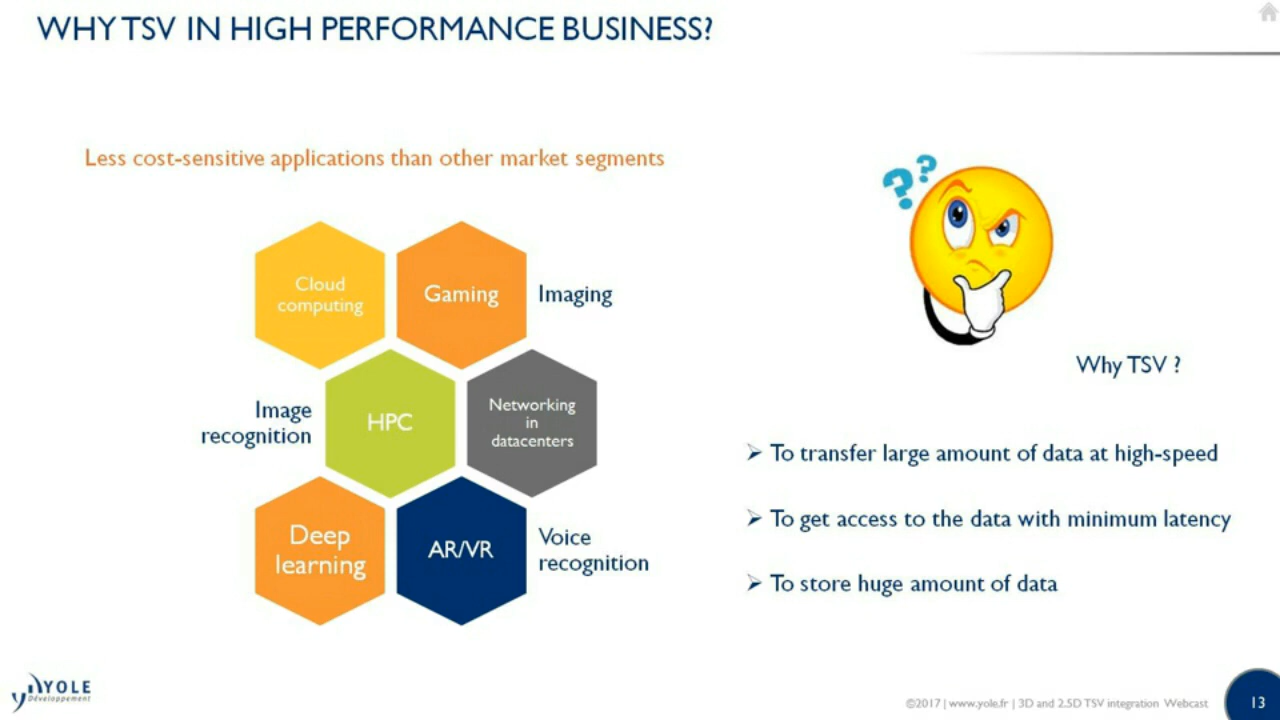 WHY TSV IN HIGH PERFORMANCE BUSINESS?
Less cost-sensitive applications than other market segments
??
Cloud
computing
Gaming
Imaging
Image
recognition
HPC
Networking
in
datacenters
Deep
learning
AR/VR
Voice
recognition
Why TSV ?
➢ To transfer large amount of data at high-speed
➢ To get access to the data with minimum latency
➢ To store huge amount of data
YOLE
Développement
©2017 | www.yole.fr | 3D and 2.5D TSV integration Webcast
13